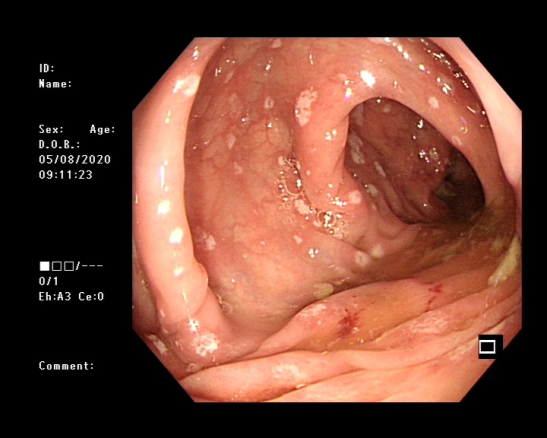 ID:
Name:
Sex: Age:
D.O.B.:
05/08/2020
09:11:23
■□□/---
0/1
Eh:A3 Ce:0
Comment: